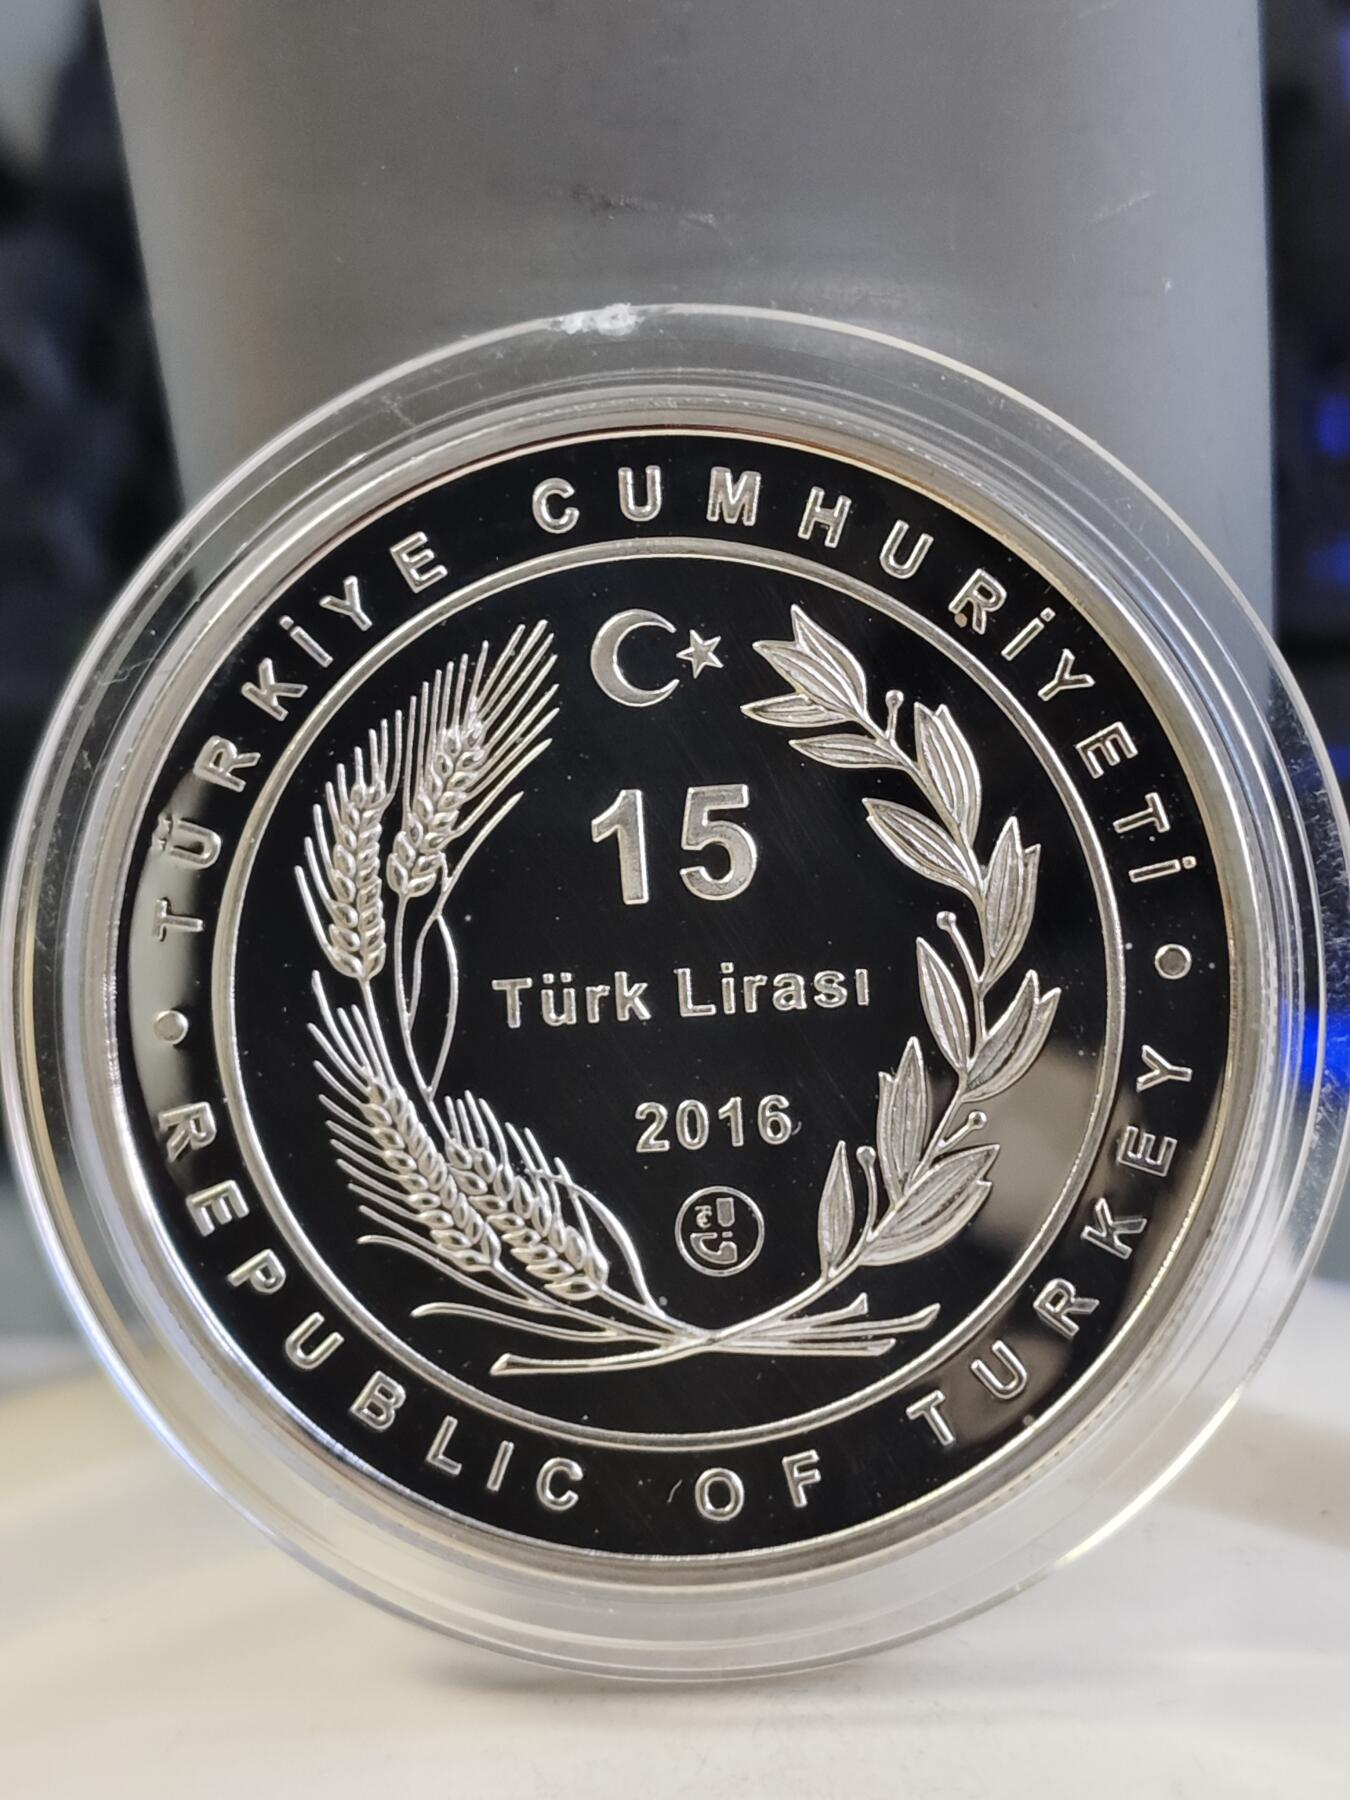 TÜRKİYE CUMHURİYETİ
15
Türk Lirası
2016
REPUBLIC OF TURKEY